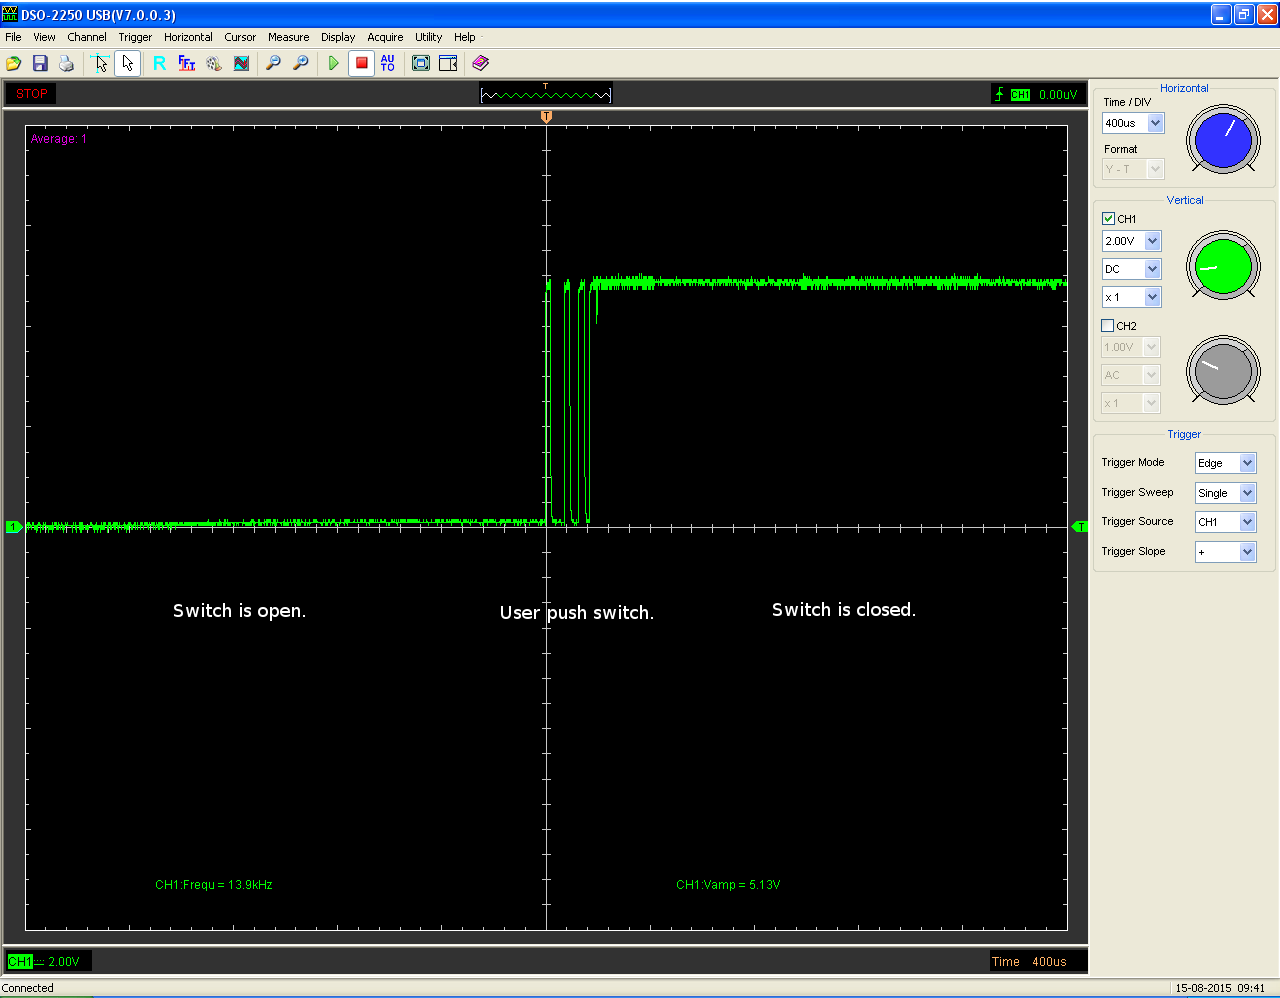 DSO-2250 USB(V7.0.0.3)
File View Channel Trigger Horizontal Cursor Measure Display Acquire Utility Help
R FFT AUTO
STOP
T
CH1 0.00uV
T
Average: 1
1
T
Switch is open.
User push switch.
Switch is closed.
CH1:Frequ = 13.9kHz
CH1:Vamp = 5.13V
CH1 2.00V
Time 400us
Horizontal
Time / DIV
400us
Format
Y - T
Vertical
CH1
2.00V
DC
x 1
CH2
1.00V
AC
x 1
Trigger
Trigger Mode Edge
Trigger Sweep Single
Trigger Source CH1
Trigger Slope +
Connected
15-08-2015 09:41